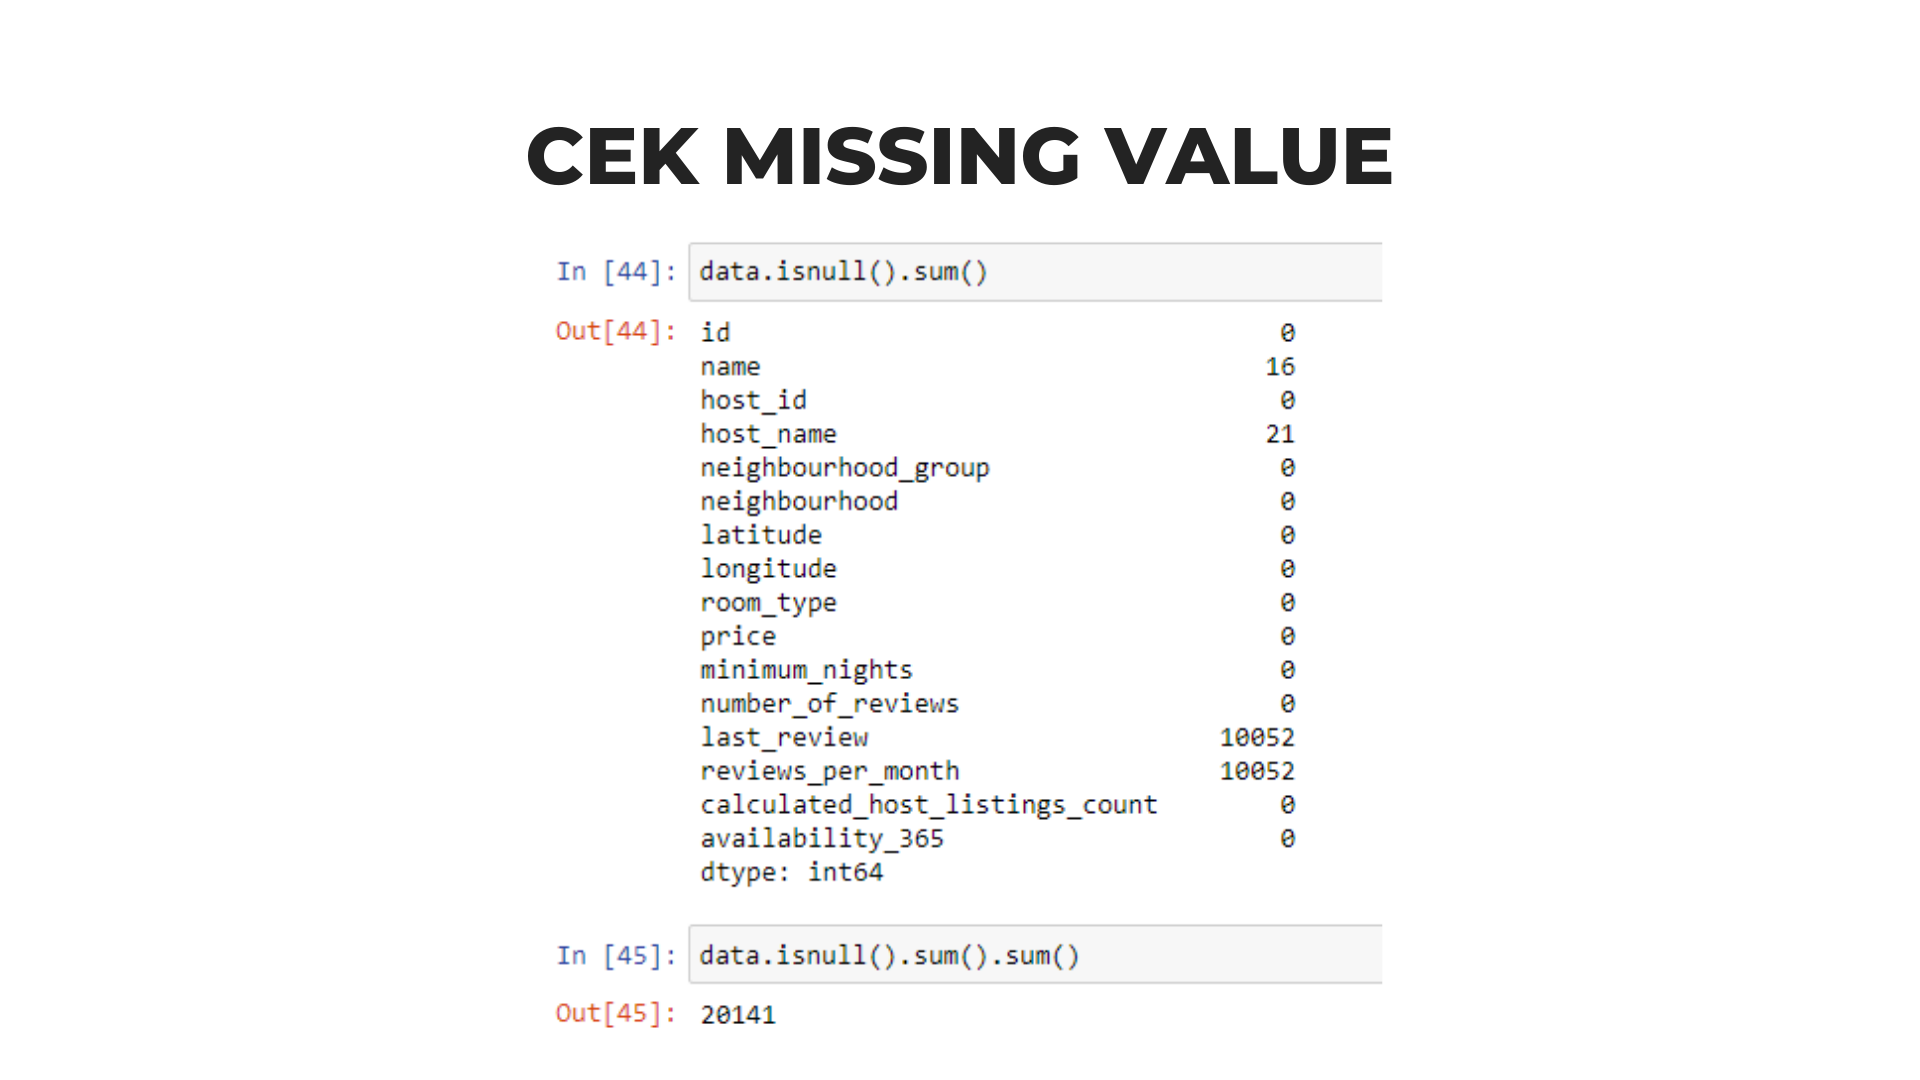 CEK MISSING VALUE
In [44]: data.isnull().sum()
Out[44]: id 0
name 16
host_id 0
host_name 21
neighbourhood_group 0
neighbourhood 0
latitude 0
longitude 0
room_type 0
price 0
minimum_nights 0
number_of_reviews 0
last_review 10052
reviews_per_month 10052
calculated_host_listings_count 0
availability_365 0
dtype: int64
In [45]: data.isnull().sum().sum()
Out[45]: 20141